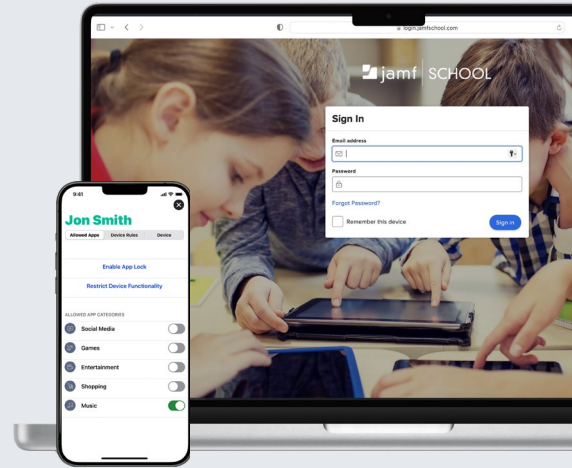 login.jamfschool.com
jamf SCHOOL
Sign In
Email address
Password
Forgot Password?
Remember this device
Sign in
9:41
Jon Smith
Allowed Apps Device Rules Device
Enable App Lock
Restrict Device Functionality
ALLOWED APP CATEGORIES
Social Media
Games
Entertainment
Shopping
Music